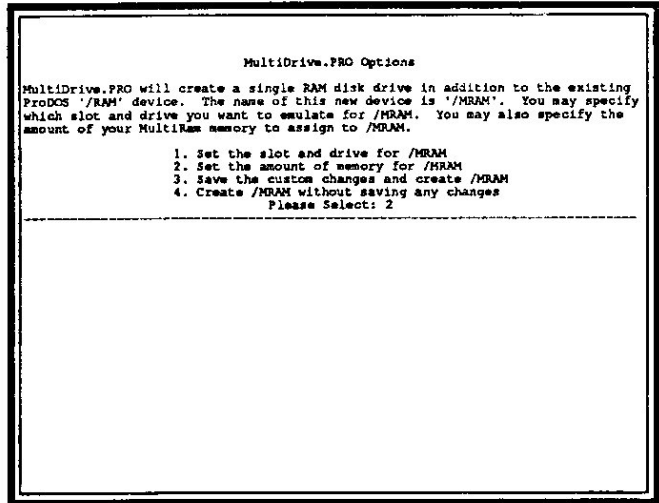 MultiDrive.PRO Options
MultiDrive.PRO will create a single RAM disk drive in addition to the existing
ProDOS '/RAM' device. The name of this new device is '/MRAM'. You may specify
which slot and drive you want to emulate for /MRAM. You may also specify the
amount of your MultiRam memory to assign to /MRAM.
1. Set the slot and drive for /MRAM
2. Set the amount of memory for /MRAM
3. Save the custom changes and create /MRAM
4. Create /MRAM without saving any changes
Please Select: 2